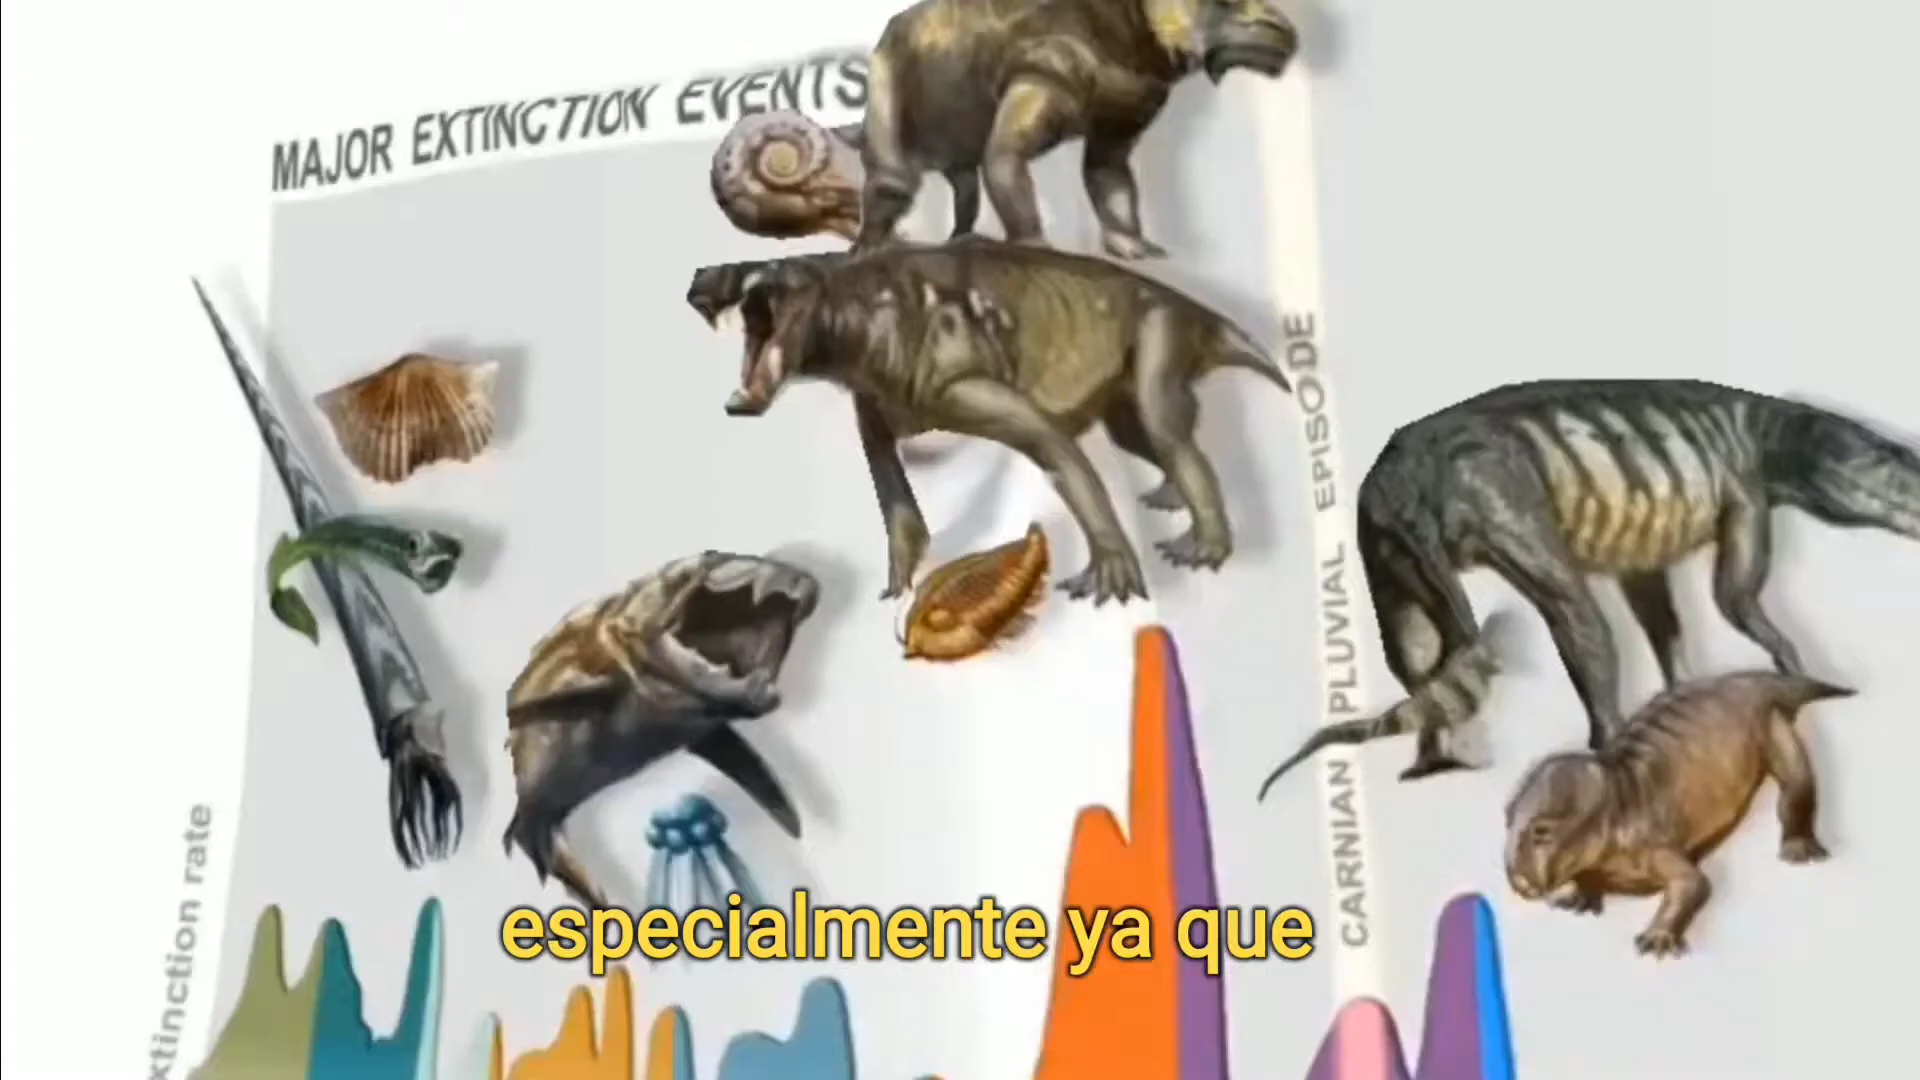 MAJOR EXTINCTION EVENTS
CARNIAN PLUVIAL EPISODE
xtinction rate
especialmente ya que